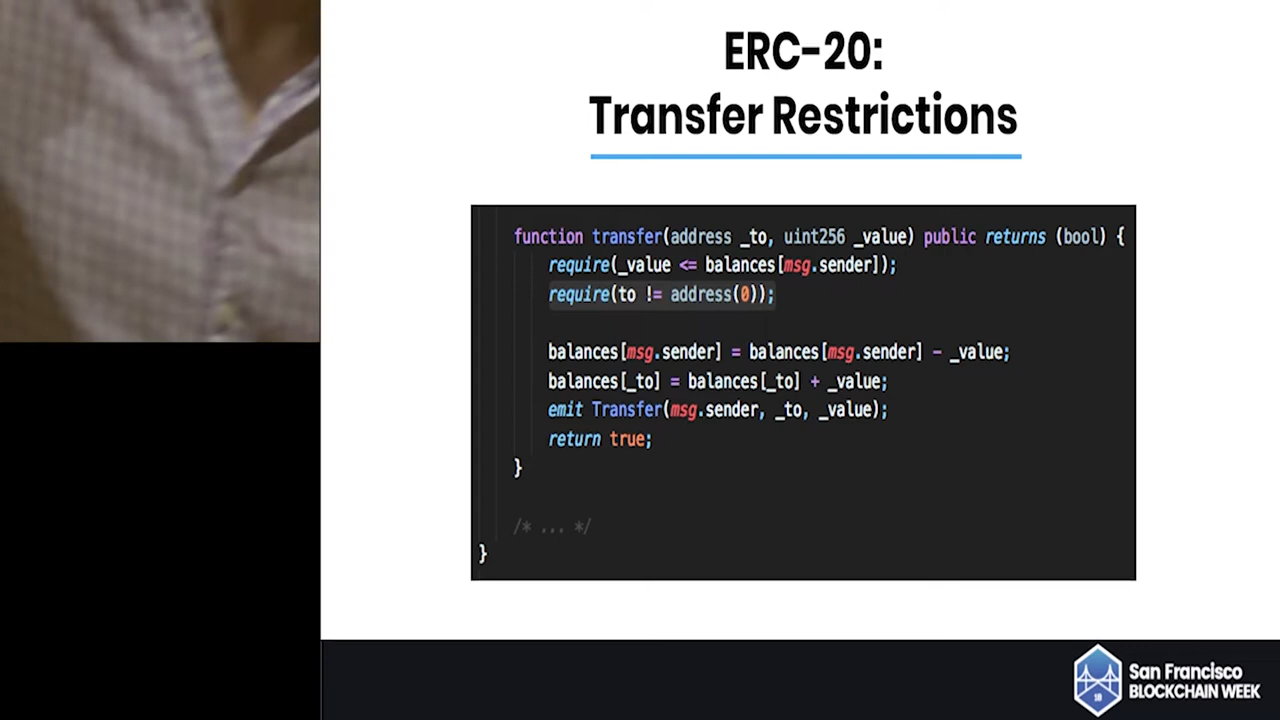 ERC-20:
Transfer Restrictions
function transfer(address _to, uint256 _value) public returns (bool) {
require(_value <= balances[msg.sender]);
require(to != address(0));
balances[msg.sender] = balances[msg.sender] - _value;
balances[_to] = balances[_to] + _value;
emit Transfer(msg.sender, _to, _value);
return true;
}
/* ... */
}
San Francisco
BLOCKCHAIN WEEK